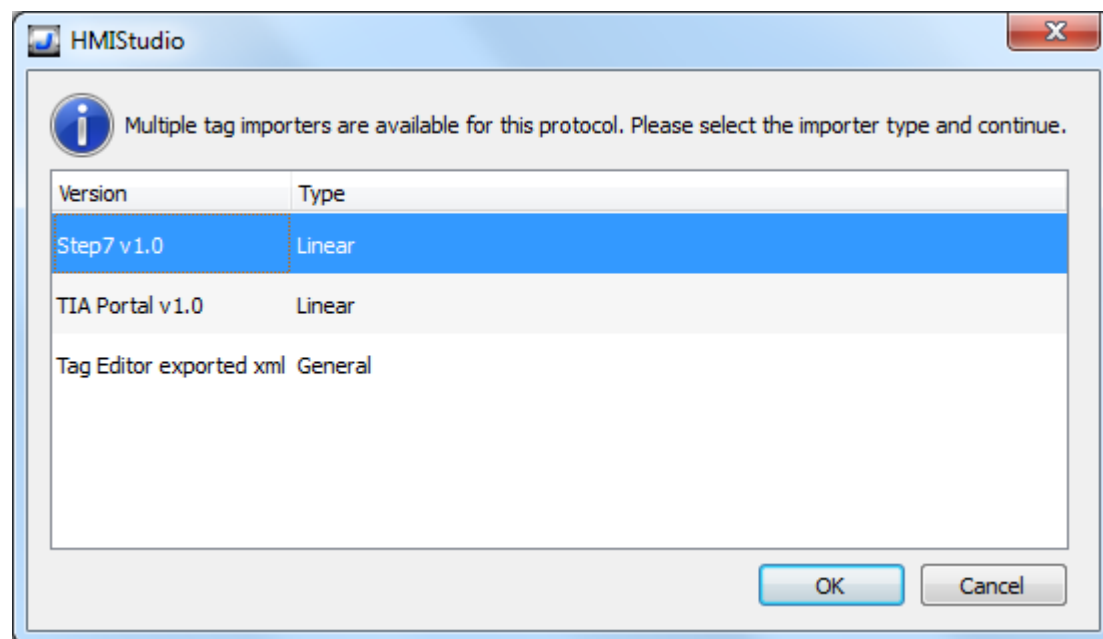 HMIStudio
Multiple tag importers are available for this protocol. Please select the importer type and continue.
Version Type
Step7 v1.0 Linear
TIA Portal v1.0 Linear
Tag Editor exported xml General
OK Cancel